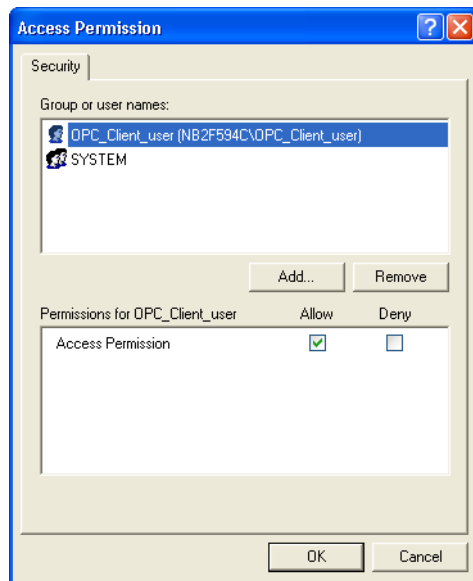 Access Permission
Security
Group or user names:
OPC_Client_user (NB2F594C\OPC_Client_user)
SYSTEM
Add... Remove
Permissions for OPC_Client_user Allow Deny
Access Permission
OK Cancel